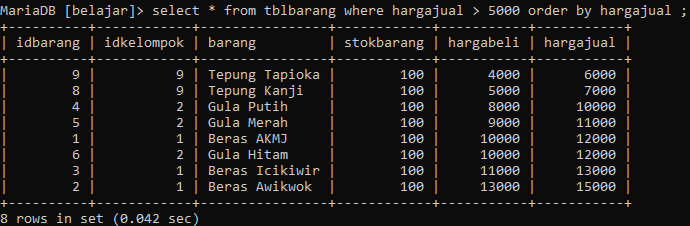 MariaDB [belajar]> select * from tblbarang where hargajual > 5000 order by hargajual ;
+----------+------------+----------------+------------+-----------+-----------+
| idbarang | idkelompok | barang         | stokbarang | hargabeli | hargajual |
+----------+------------+----------------+------------+-----------+-----------+
|        9 |          9 | Tepung Tapioka |        100 |      4000 |      6000 |
|        8 |          9 | Tepung Kanji   |        100 |      5000 |      7000 |
|        4 |          2 | Gula Putih     |        100 |      8000 |     10000 |
|        5 |          2 | Gula Merah     |        100 |      9000 |     11000 |
|        1 |          1 | Beras AKMJ     |        100 |     10000 |     12000 |
|        6 |          2 | Gula Hitam     |        100 |     10000 |     12000 |
|        3 |          1 | Beras Icikiwir |        100 |     11000 |     13000 |
|        2 |          1 | Beras Awikwok  |        100 |     13000 |     15000 |
+----------+------------+----------------+------------+-----------+-----------+
8 rows in set (0.042 sec)